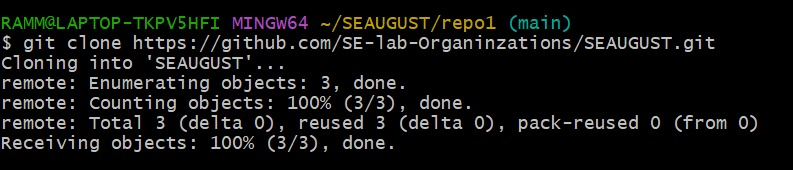 RAMM@LAPTOP-TKPV5HFI MINGW64 ~/SEAUGUST/repo1 (main)
$ git clone https://github.com/SE-lab-Organinzations/SEAUGUST.git
Cloning into 'SEAUGUST'...
remote: Enumerating objects: 3, done.
remote: Counting objects: 100% (3/3), done.
remote: Total 3 (delta 0), reused 3 (delta 0), pack-reused 0 (from 0)
Receiving objects: 100% (3/3), done.